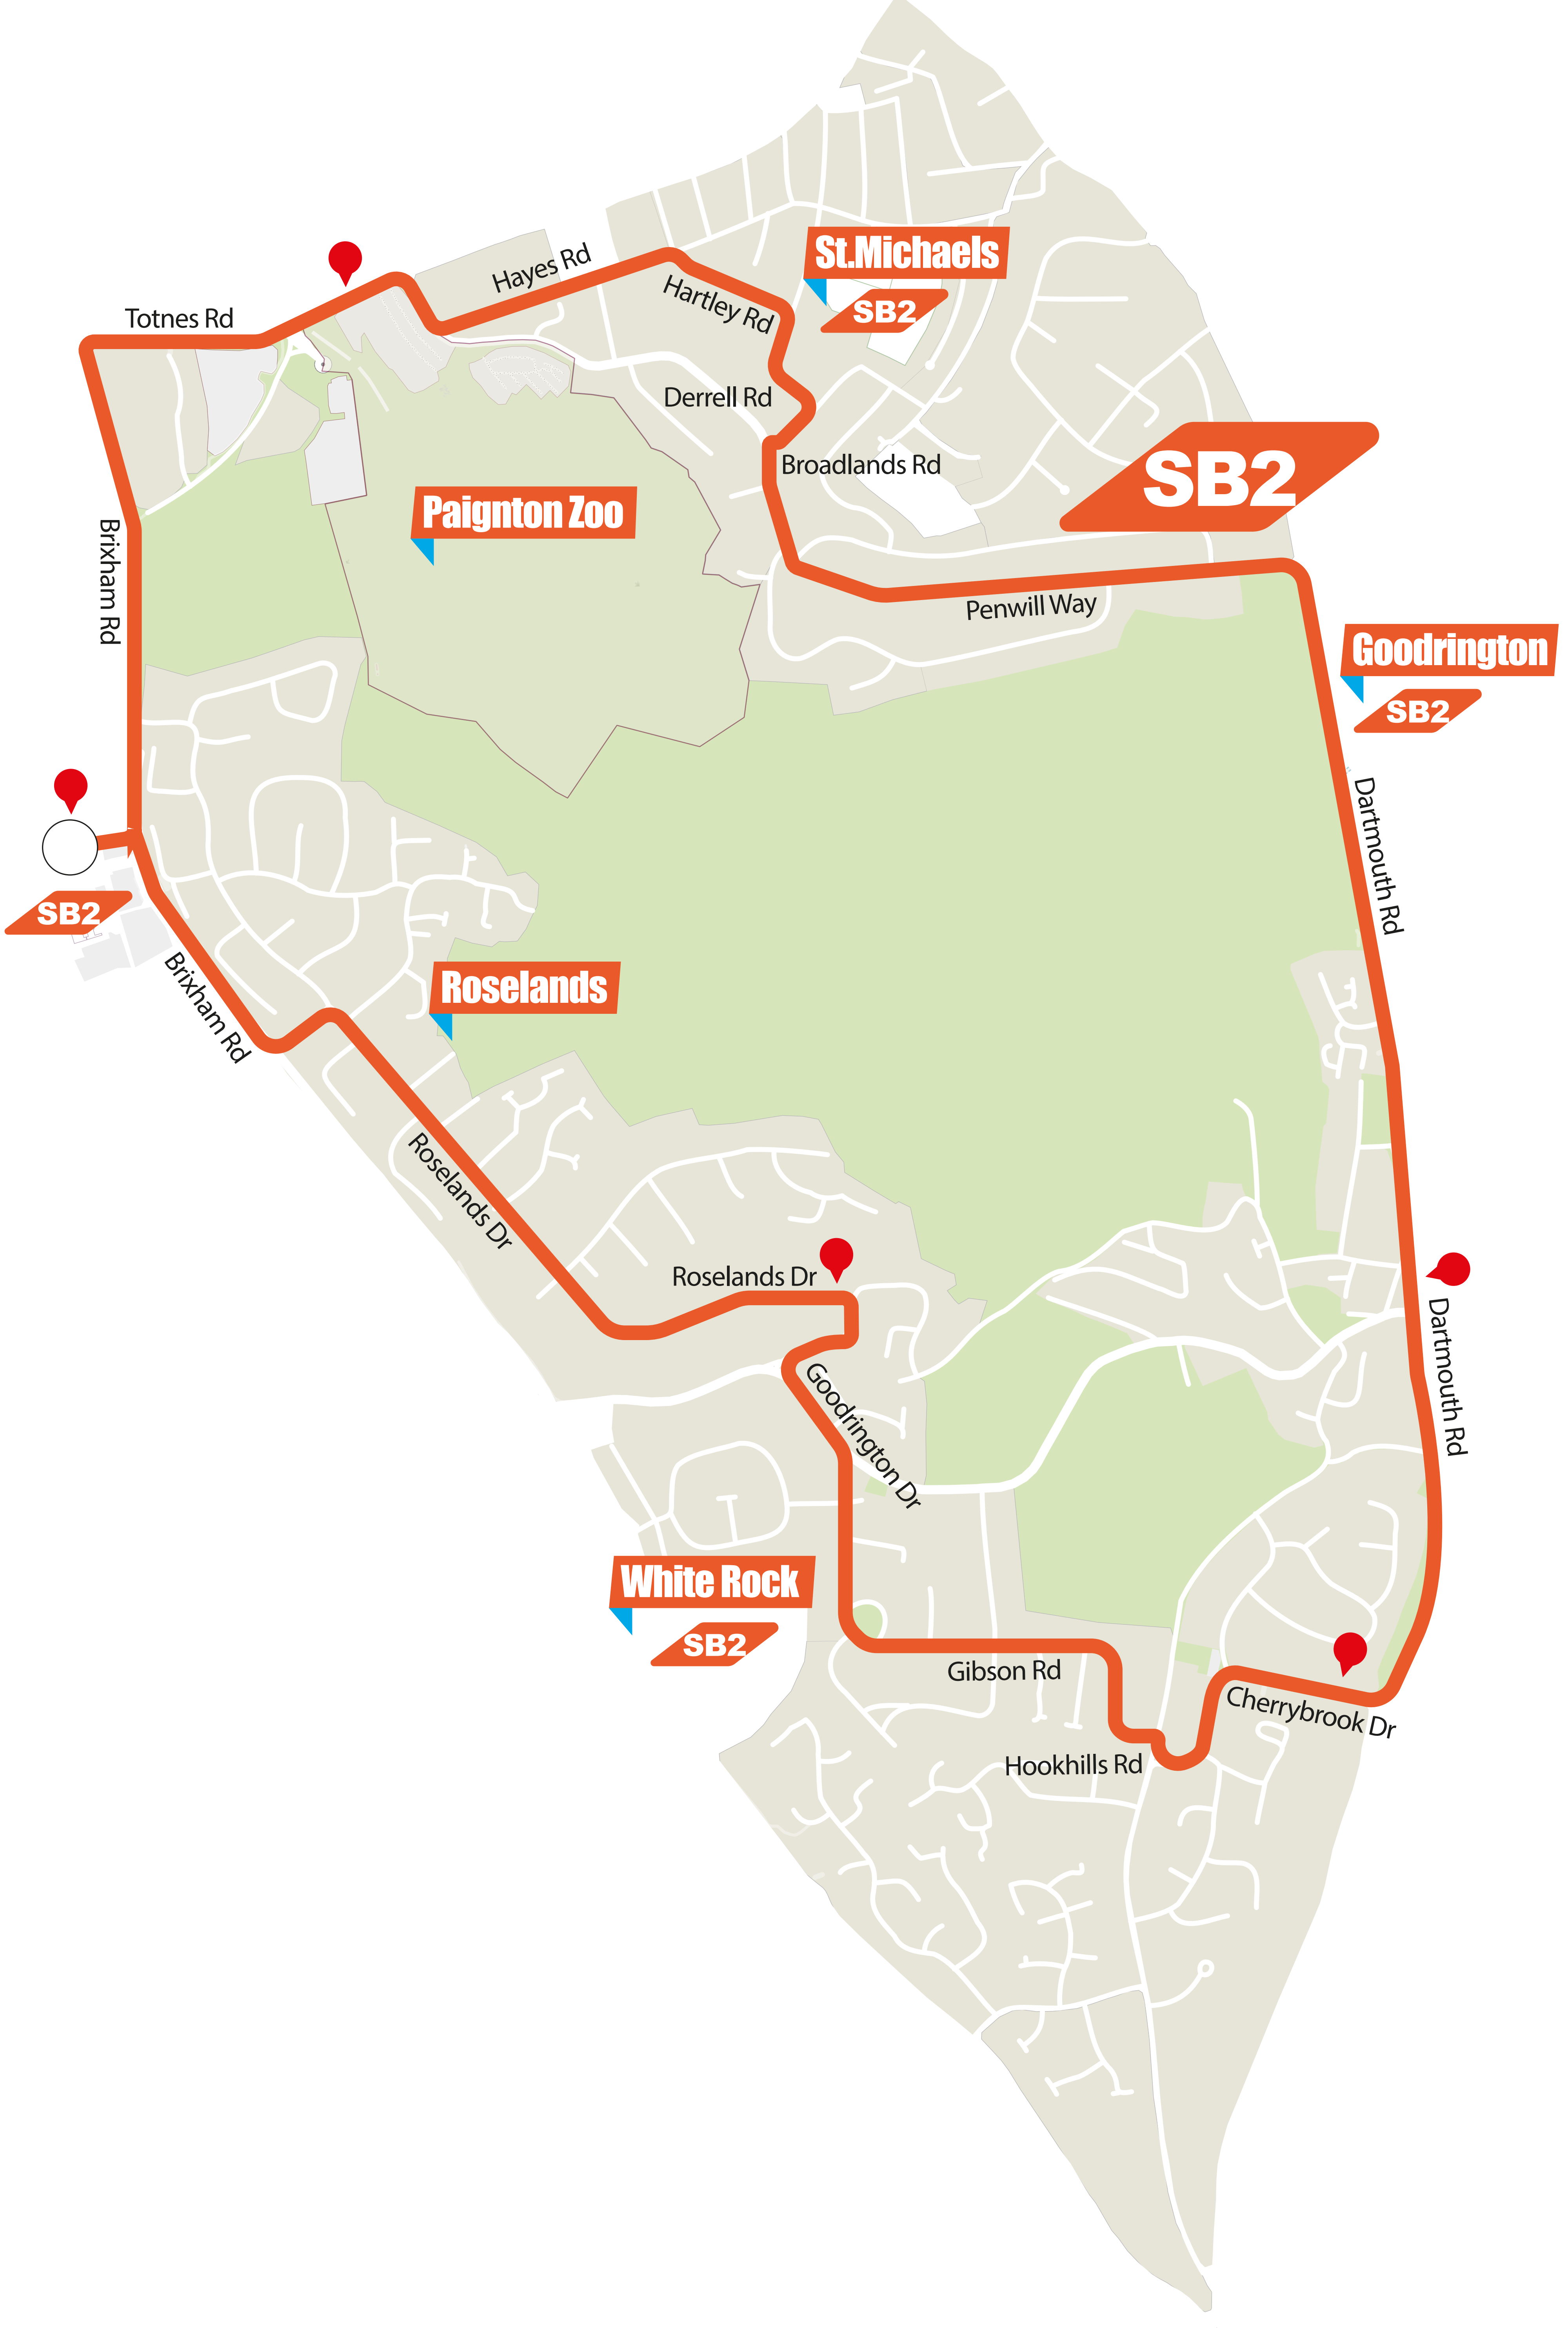 St.Michaels
SB2
Hayes Rd
Hartley Rd
Totnes Rd
Derrell Rd
Broadlands Rd
SB2
Paignton Zoo
Brixham Rd
Penwill Way
Goodrington
SB2
Dartmouth Rd
SB2
Roselands
Brixham Rd
Roselands Dr
Roselands Dr
Dartmouth Rd
Goodrington Dr
White Rock
SB2
Gibson Rd
Cherrybrook Dr
Hookhills Rd